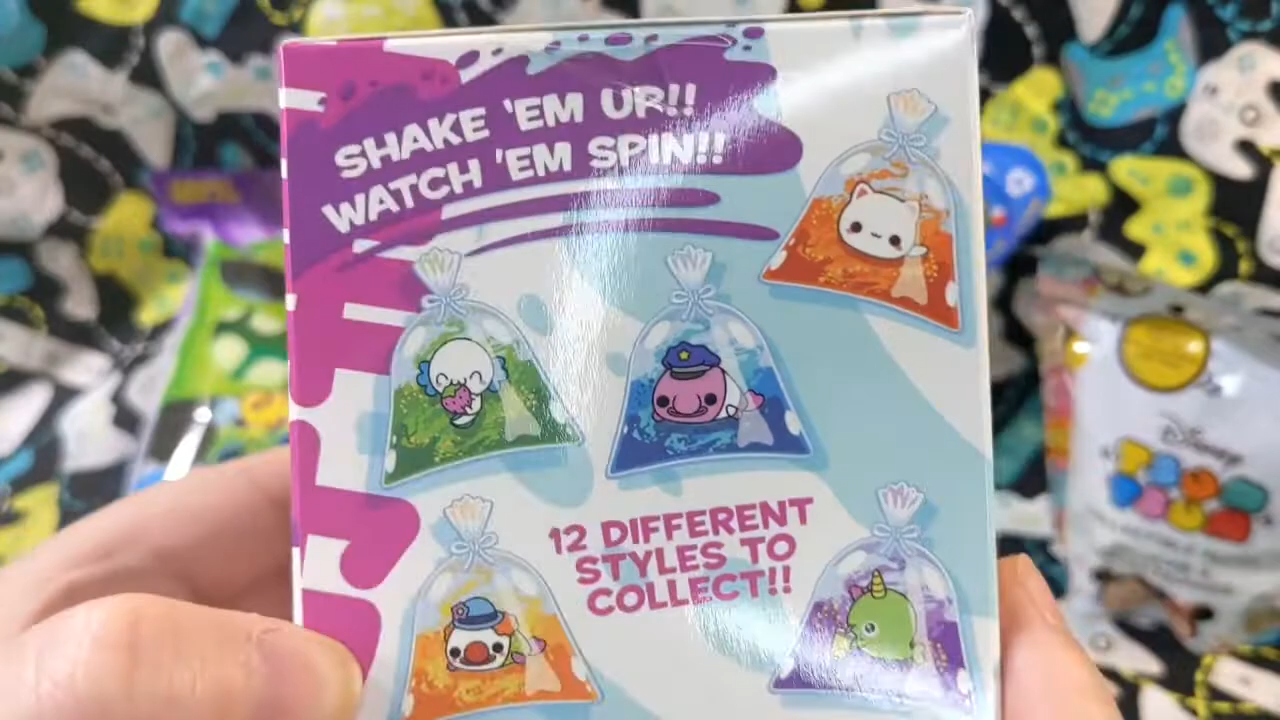 SHAKE 'EM UP!!
WATCH 'EM SPIN!!
12 DIFFERENT
STYLES TO
COLLECT!!
Disney